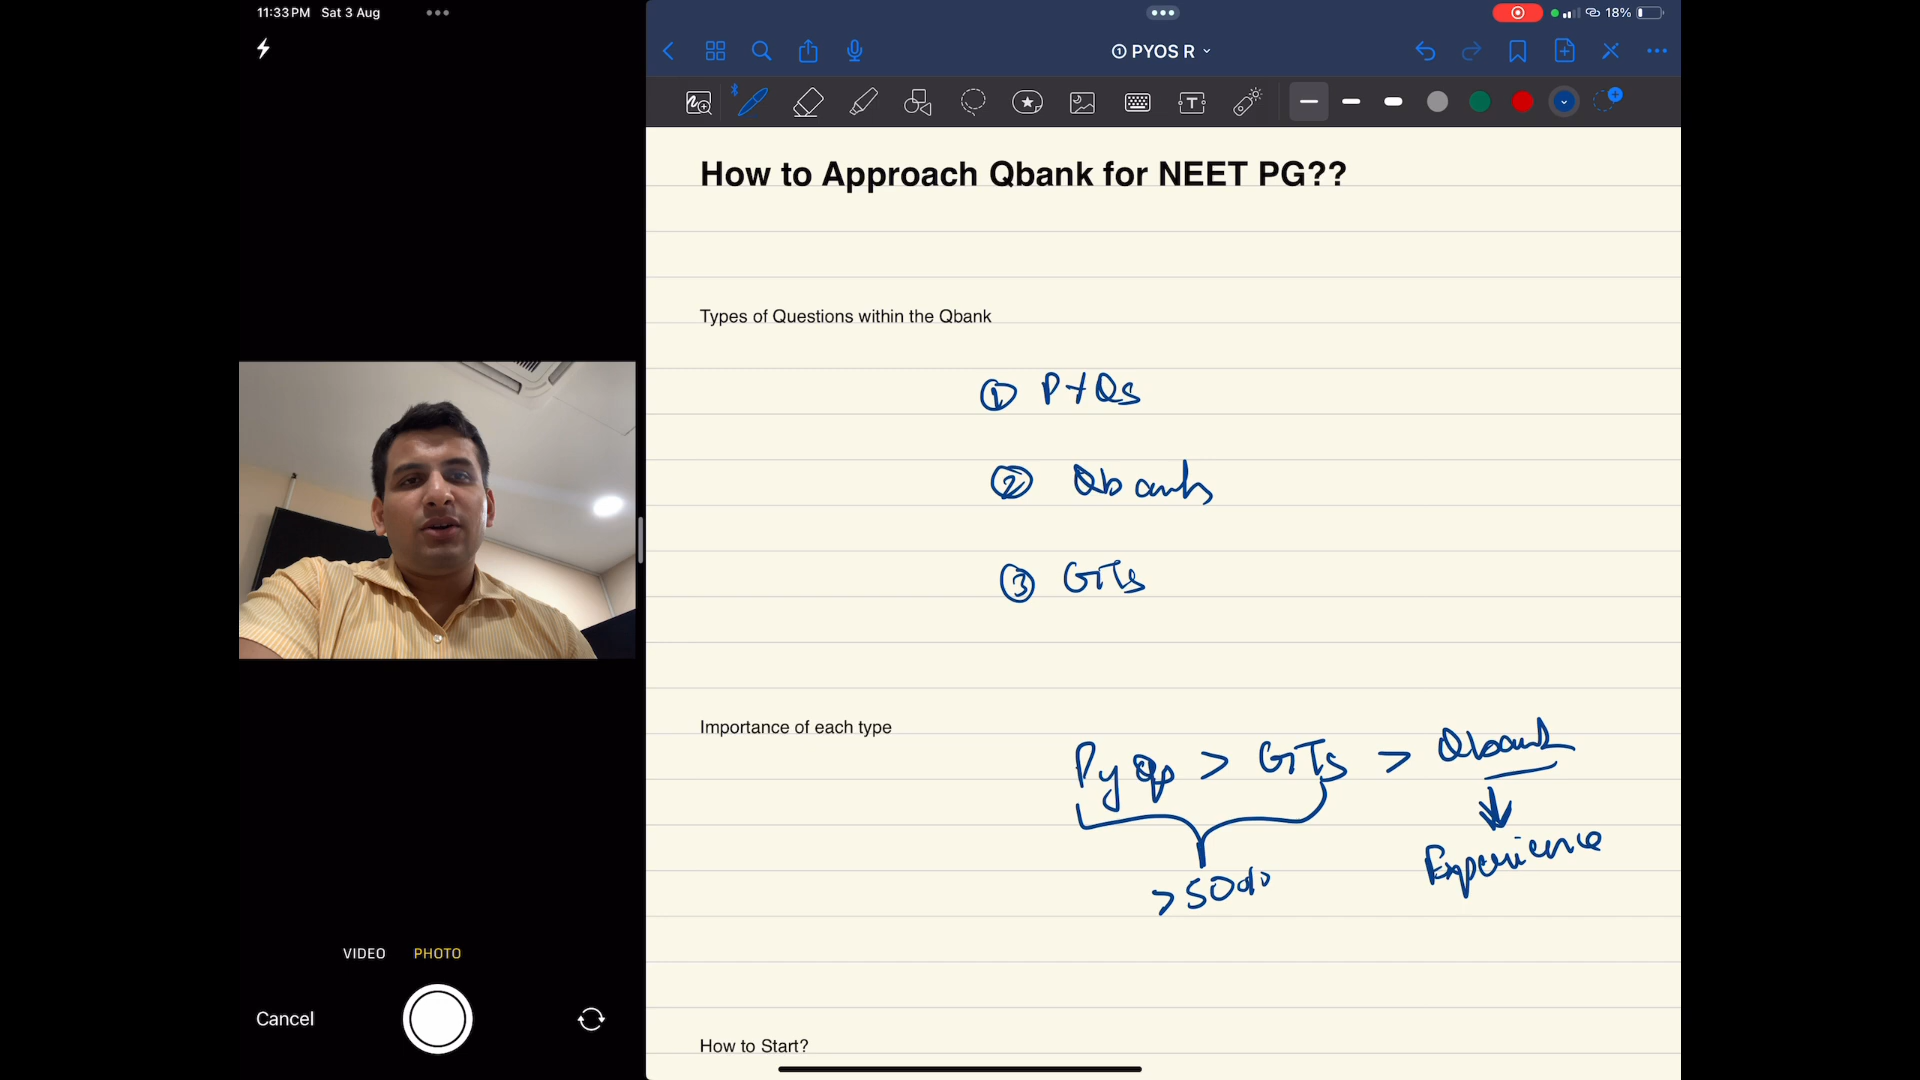 11:33 PM Sat 3 Aug
18%
PYOS R
How to Approach Qbank for NEET PG??
Types of Questions within the Qbank
① PYQs
② Qbanks
③ GTs
Importance of each type
PyQs > GTs > Qbank
>50%
Experience
VIDEO PHOTO
Cancel
How to Start?